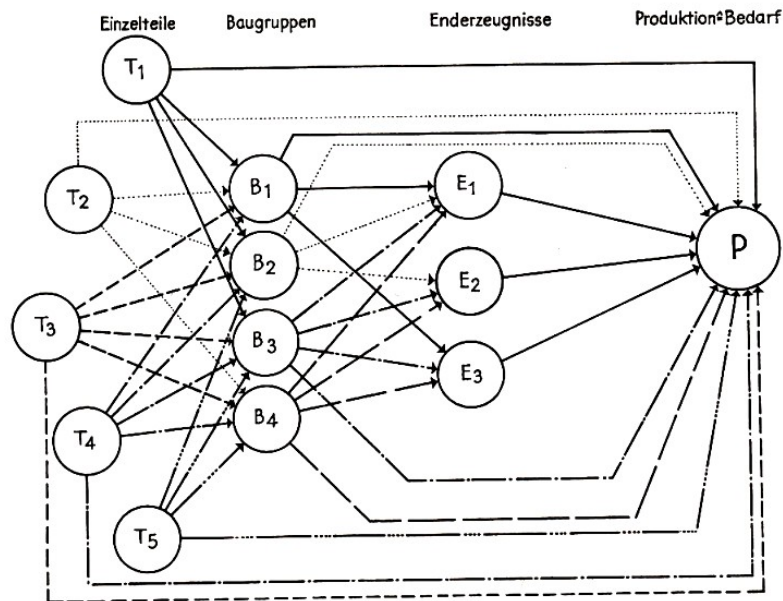 Einzelteile Baugruppen Enderzeugnisse Produktion≙Bedarf
T1
B1
E1
T2
P
B2
E2
T3
B3
E3
B4
T4
T5